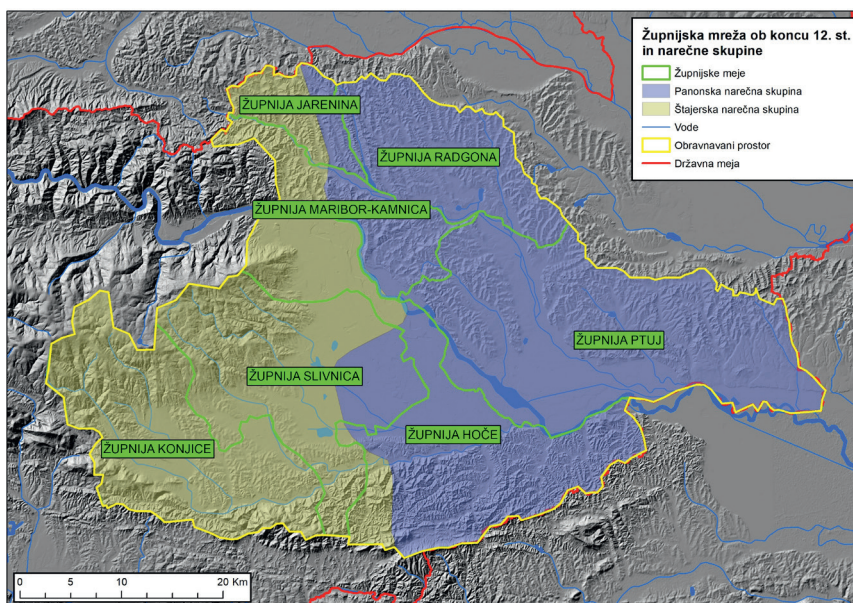 Župnijska mreža ob koncu 12. st.
in narečne skupine
Župnijske meje
Panonska narečna skupina
Štajerska narečna skupina
Vode
Obravnavani prostor
Državna meja
ŽUPNIJA JARENINA
ŽUPNIJA RADGONA
ŽUPNIJA MARIBOR-KAMNICA
ŽUPNIJA PTUJ
ŽUPNIJA SLIVNICA
ŽUPNIJA HOČE
ŽUPNIJA KONJICE
0 5 10 20 Km